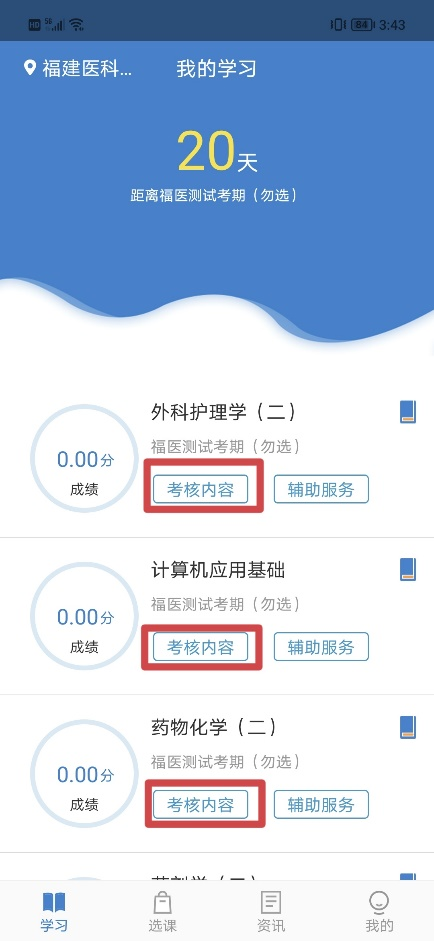 HD 5G 84 3:43
福建医科... 我的学习
20天
距离福医测试考期（勿选）
外科护理学（二）
福医测试考期（勿选）
0.00分
成绩
考核内容 辅助服务
计算机应用基础
福医测试考期（勿选）
0.00分
成绩
考核内容 辅助服务
药物化学（二）
福医测试考期（勿选）
0.00分
成绩
考核内容 辅助服务
学习 选课 资讯 我的